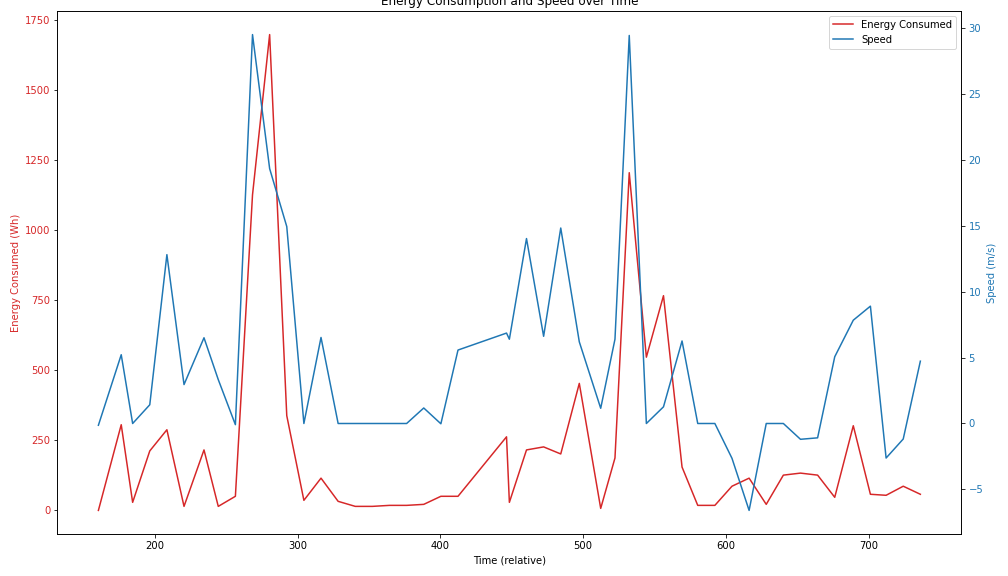 Energy Consumption and Speed over Time
Energy Consumed
Speed
1750
1500
1250
1000
750
500
250
0
Energy Consumed (Wh)
30
25
20
15
10
5
0
−5
Speed (m/s)
200 300 400 500 600 700
Time (relative)